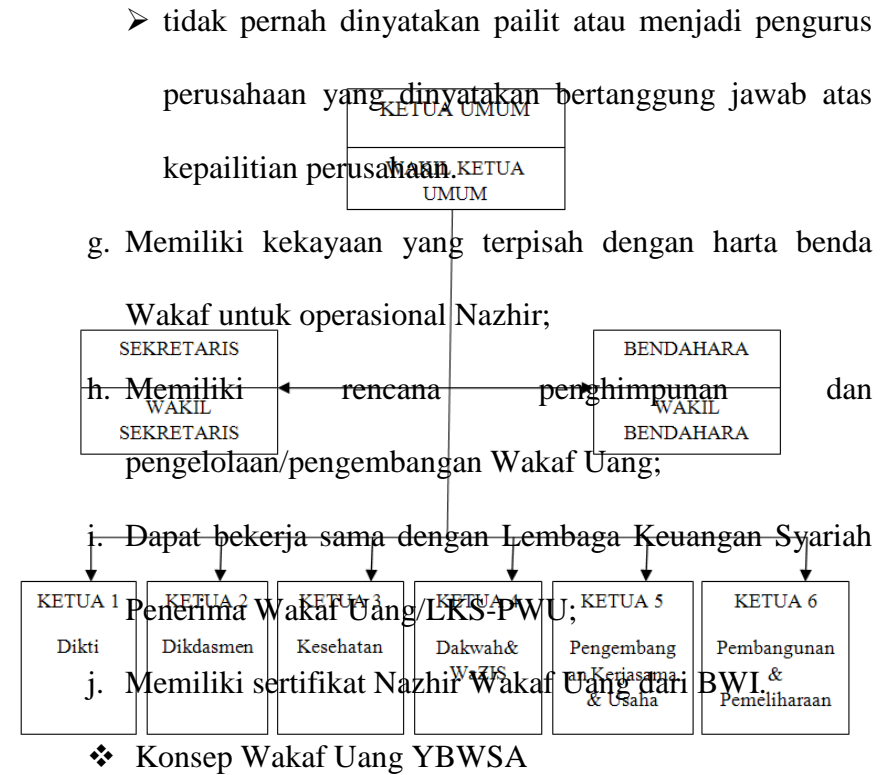 ➢ tidak pernah dinyatakan pailit atau menjadi pengurus
perusahaan yang dinyatakan bertanggung jawab atas
kepailitian perusahaan.
g. Memiliki kekayaan yang terpisah dengan harta benda
Wakaf untuk operasional Nazhir;
h. Memiliki rencana penghimpunan dan
pengelolaan/pengembangan Wakaf Uang;
i. Dapat bekerja sama dengan Lembaga Keuangan Syariah
Penerima Wakaf Uang/LKS-PWU;
j. Memiliki sertifikat Nazhir Wakaf Uang dari BWI.
❖ Konsep Wakaf Uang YBWSA
KETUA UMUM
WAKIL KETUA
UMUM
SEKRETARIS
WAKIL
SEKRETARIS
BENDAHARA
WAKIL
BENDAHARA
KETUA 1
Dikti
KETUA 2
Dikdasmen
KETUA 3
Kesehatan
KETUA 4
Dakwah&
WaZIS
KETUA 5
Pengembang
an Kerjasama
& Usaha
KETUA 6
Pembangunan
&
Pemeliharaan